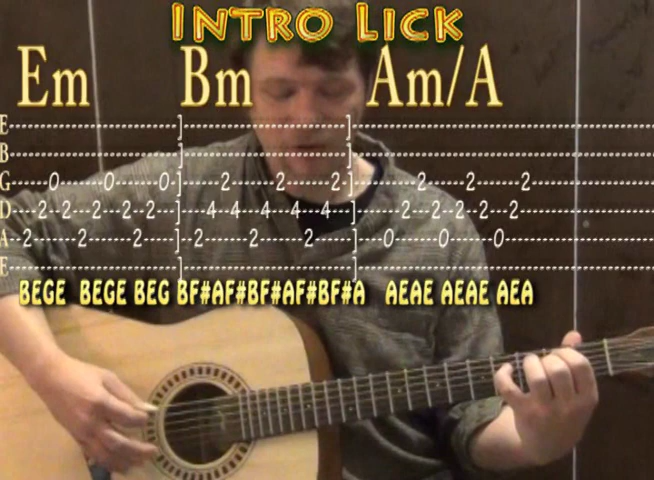 INTRO LICK
Em Bm Am/A
E-----------------------]-----------------------]----------------------------------------
B-----------------------]-----------------------]----------------------------------------
G-----0------0------0-]-----2------2------2-]--------2-----2------2-----------------
D---2-2--2--2--2-2---]---4-4--4--4--4---]------2--2--2-2--2-------------------
A--2------2------2----]--2------2------2----]---0------0------0---------------------
E-----------------------]-----------------------]----------------------------------------
BEGE BEGE BEG BF#AF#BF#AF#BF#A AEAE AEAE AEA